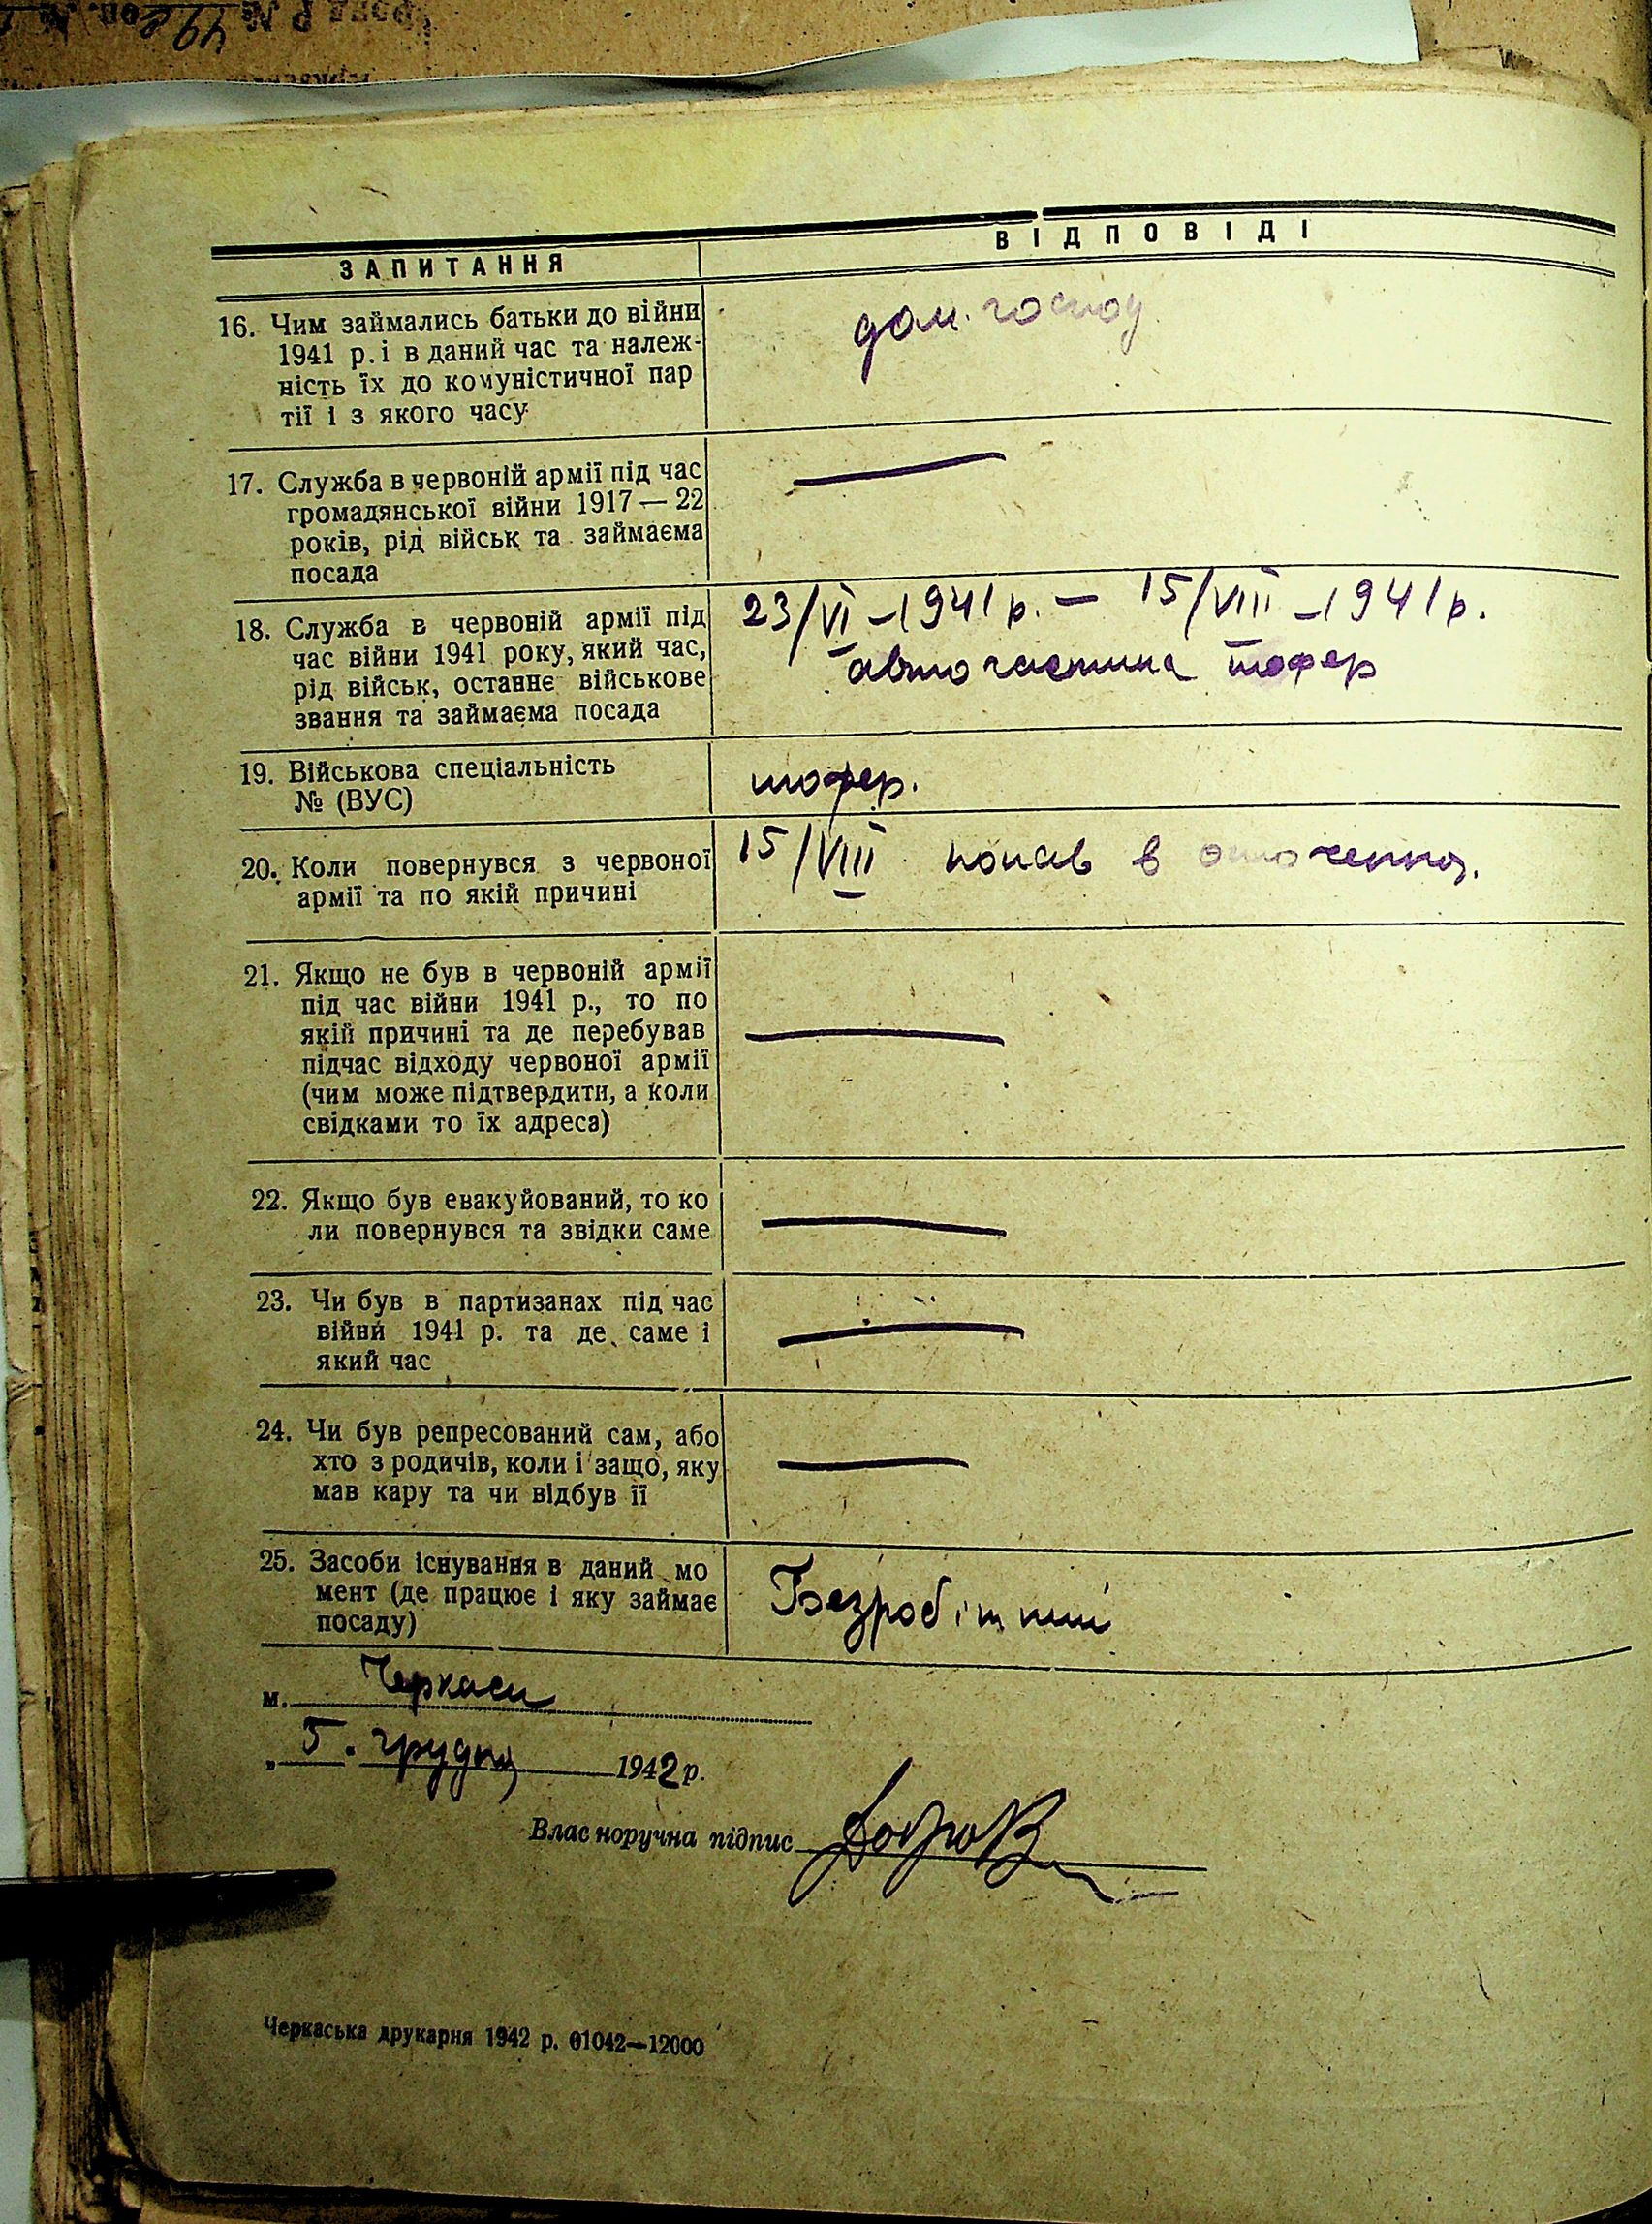 ЗАПИТАННЯ
ВІДПОВІДІ
16. Чим займались батьки до війни
1941 р. і в даний час та належ-
ність їх до комуністичної пар
тії і з якого часу
дом. господ
17. Служба в червоній армії під час
громадянської війни 1917 — 22
років, рід військ та займаєма
посада
18. Служба в червоній армії під
час війни 1941 року, який час,
рід військ, останнє військове
звання та займаєма посада
23/VI – 1941 р. — 15/VIII – 1941 р.
авточастина шофер
19. Військова спеціальність
№ (ВУС)
шофер.
20. Коли повернувся з червоної
армії та по якій причині
15/VIII попав в оточення.
21. Якщо не був в червоній армії
під час війни 1941 р., то по
якій причині та де перебував
підчас відходу червоної армії
(чим може підтвердити, а коли
свідками то їх адреса)
22. Якщо був евакуйований, то ко
ли повернувся та звідки саме
23. Чи був в партизанах під час
війни 1941 р. та де саме і
який час
24. Чи був репресований сам, або
хто з родичів, коли і защо, яку
мав кару та чи відбув її
25. Засоби існування в даний мо
мент (де працює і яку займає
посаду)
Безробітний
м. Черкаси
„ 5. грудня 1942 р.
Власноручна підпис
Черкаська друкарня 1942 р. 01042—12000